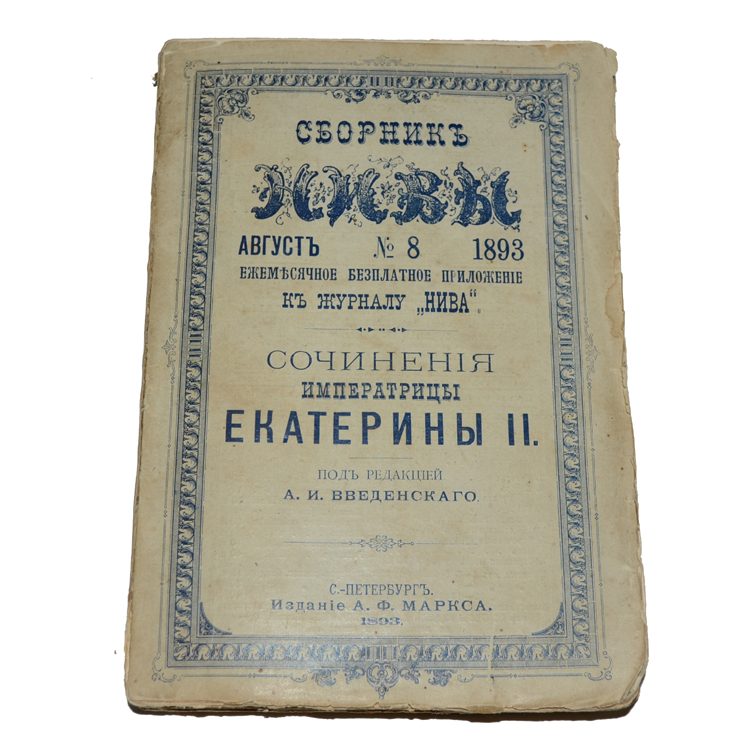 СБОРНИКЪ
НИВЫ
АВГУСТЪ № 8 1893
ЕЖЕМѢСЯЧНОЕ БЕЗПЛАТНОЕ ПРИЛОЖЕНІЕ
КЪ ЖУРНАЛУ „НИВА“.
СОЧИНЕНІЯ
ИМПЕРАТРИЦЫ
ЕКАТЕРИНЫ II.
ПОДЪ РЕДАКЦІЕЙ
А. И. ВВЕДЕНСКАГО.
С.-ПЕТЕРБУРГЪ.
Изданіе А. Ф. МАРКСА.
1893.